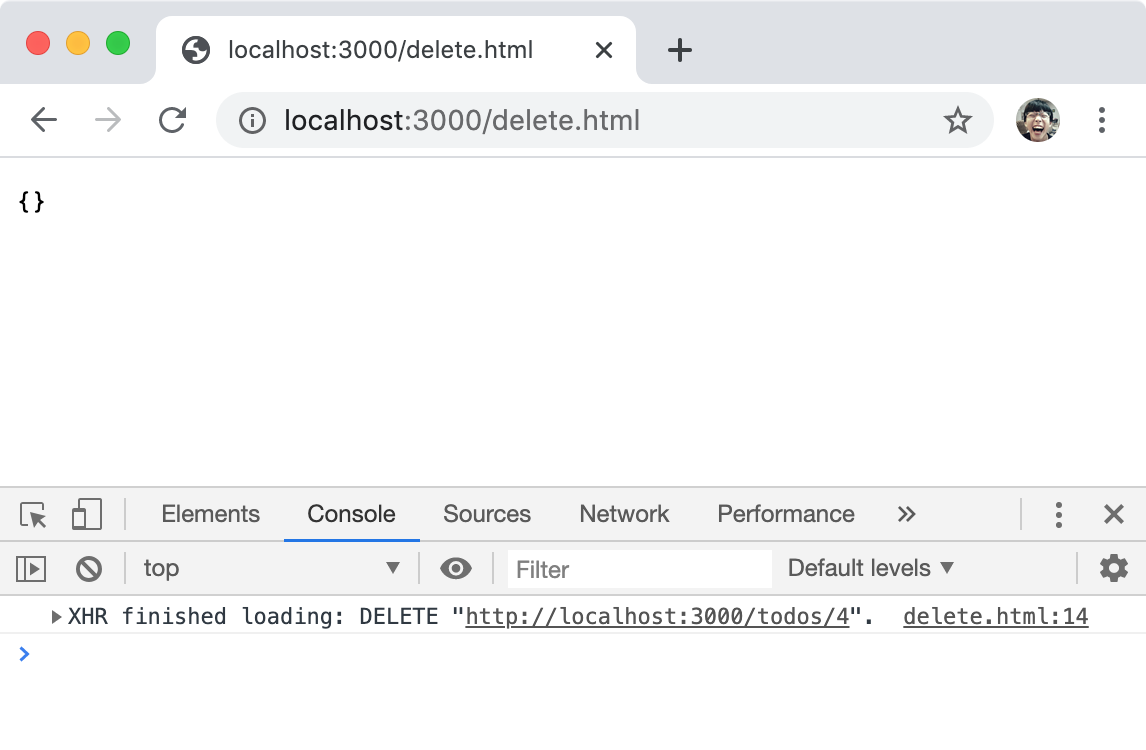 localhost:3000/delete.html
localhost:3000/delete.html
{}
Elements Console Sources Network Performance
top Filter Default levels
XHR finished loading: DELETE "http://localhost:3000/todos/4". delete.html:14